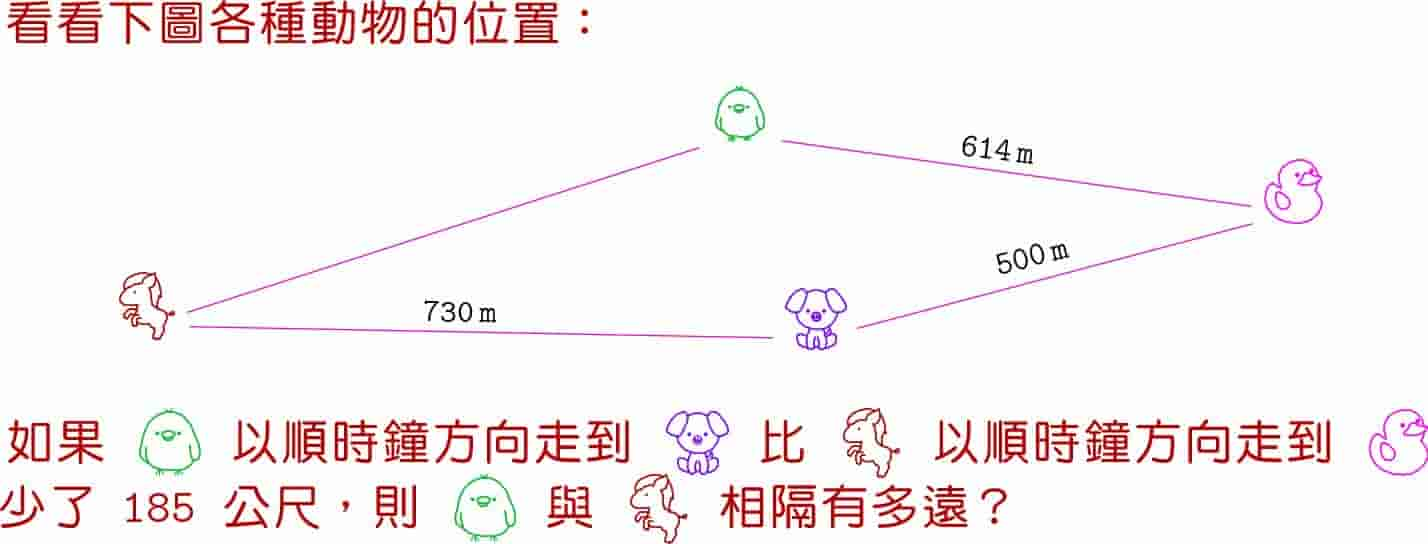 看看下圖各種動物的位置：
614 m
500 m
730 m
如果 以順時鐘方向走到 比 以順時鐘方向走到
少了 185 公尺，則 與 相隔有多遠？